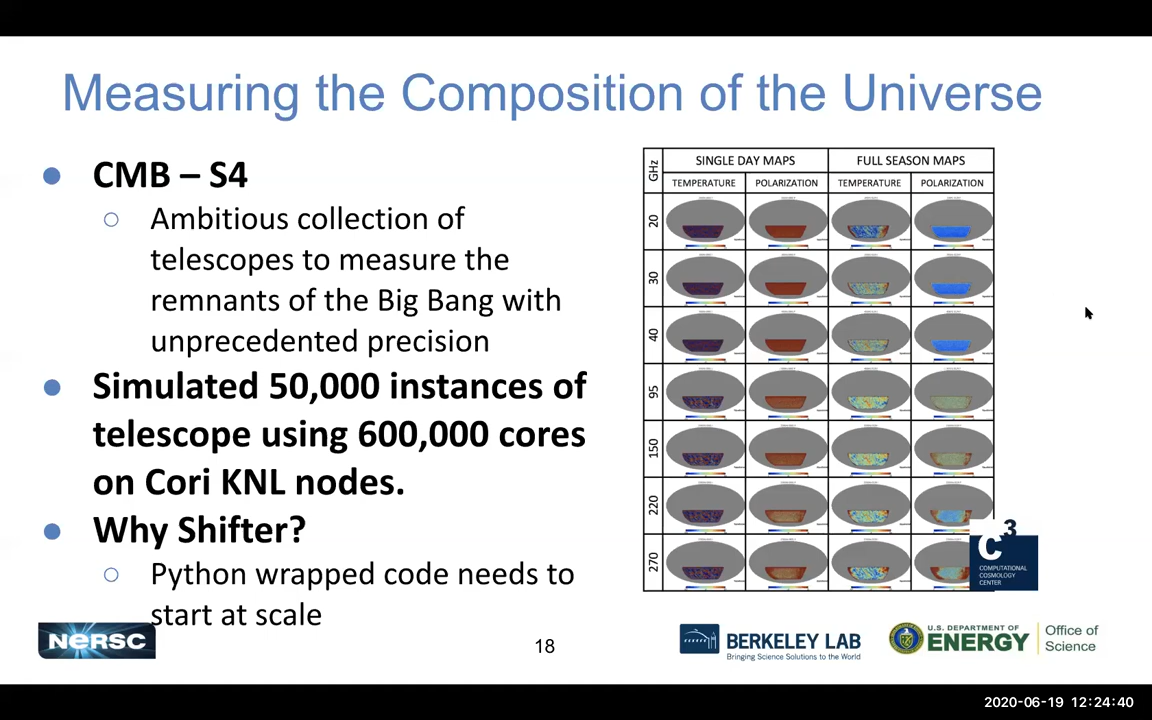 Measuring the Composition of the Universe
● CMB – S4
○ Ambitious collection of
telescopes to measure the
remnants of the Big Bang with
unprecedented precision
● Simulated 50,000 instances of
telescope using 600,000 cores
on Cori KNL nodes.
● Why Shifter?
○ Python wrapped code needs to
start at scale
GHz
SINGLE DAY MAPS FULL SEASON MAPS
TEMPERATURE POLARIZATION TEMPERATURE POLARIZATION
20
30
40
95
150
220
270
C3
COMPUTATIONAL
COSMOLOGY
CENTER
NERSC
18
BERKELEY LAB
Bringing Science Solutions to the World
U.S. DEPARTMENT OF
ENERGY
Office of
Science
2020-06-19 12:24:40